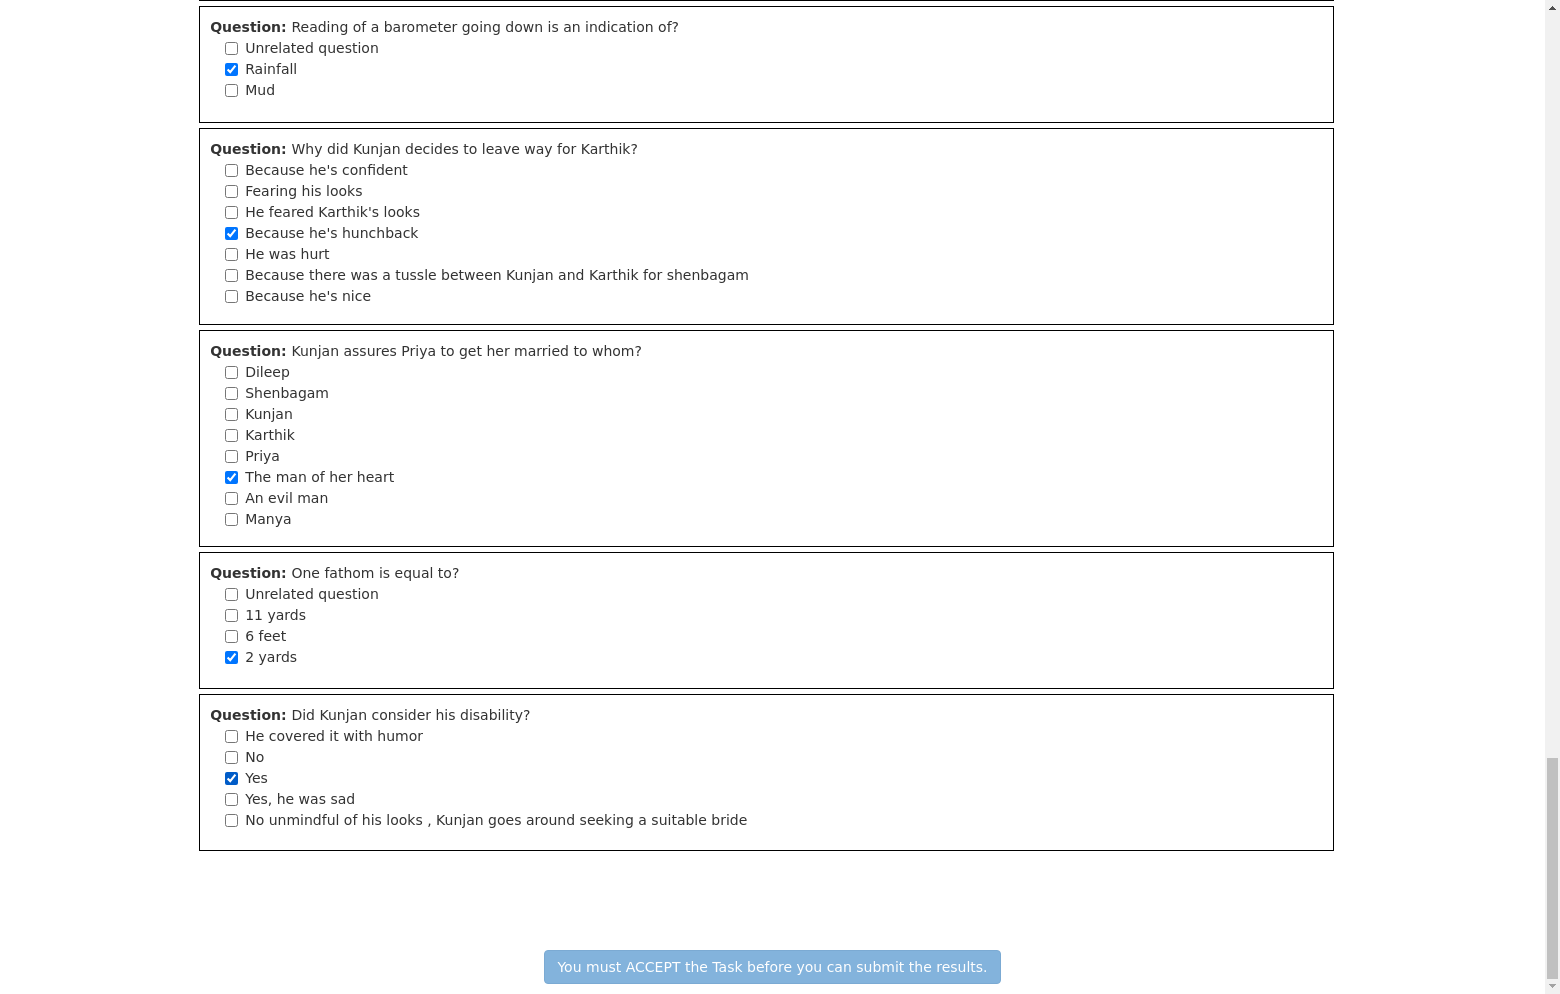 Question: Reading of a barometer going down is an indication of?
Unrelated question
Rainfall
Mud
Question: Why did Kunjan decides to leave way for Karthik?
Because he's confident
Fearing his looks
He feared Karthik's looks
Because he's hunchback
He was hurt
Because there was a tussle between Kunjan and Karthik for shenbagam
Because he's nice
Question: Kunjan assures Priya to get her married to whom?
Dileep
Shenbagam
Kunjan
Karthik
Priya
The man of her heart
An evil man
Manya
Question: One fathom is equal to?
Unrelated question
11 yards
6 feet
2 yards
Question: Did Kunjan consider his disability?
He covered it with humor
No
Yes
Yes, he was sad
No unmindful of his looks , Kunjan goes around seeking a suitable bride
You must ACCEPT the Task before you can submit the results.